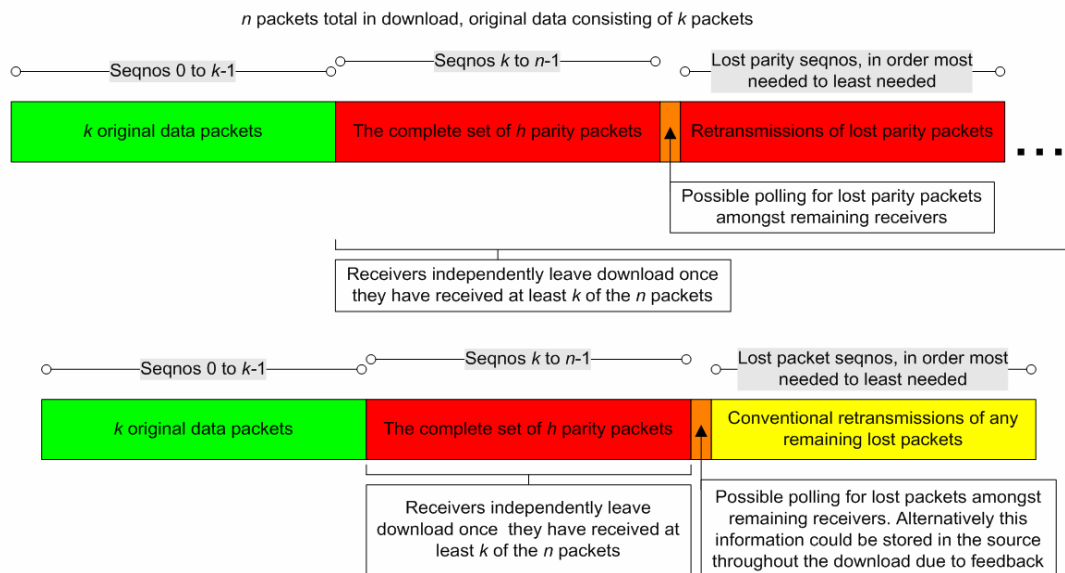 n packets total in download, original data consisting of k packets
Seqnos 0 to k-1
Seqnos k to n-1
Lost parity seqnos, in order most
needed to least needed
k original data packets
The complete set of h parity packets
Retransmissions of lost parity packets
Possible polling for lost parity packets
amongst remaining receivers
Receivers independently leave download once
they have received at least k of the n packets
Seqnos 0 to k-1
Seqnos k to n-1
Lost packet seqnos, in order most
needed to least needed
k original data packets
The complete set of h parity packets
Conventional retransmissions of any
remaining lost packets
Receivers independently leave
download once they have received at
least k of the n packets
Possible polling for lost packets amongst
remaining receivers. Alternatively this
information could be stored in the source
throughout the download due to feedback